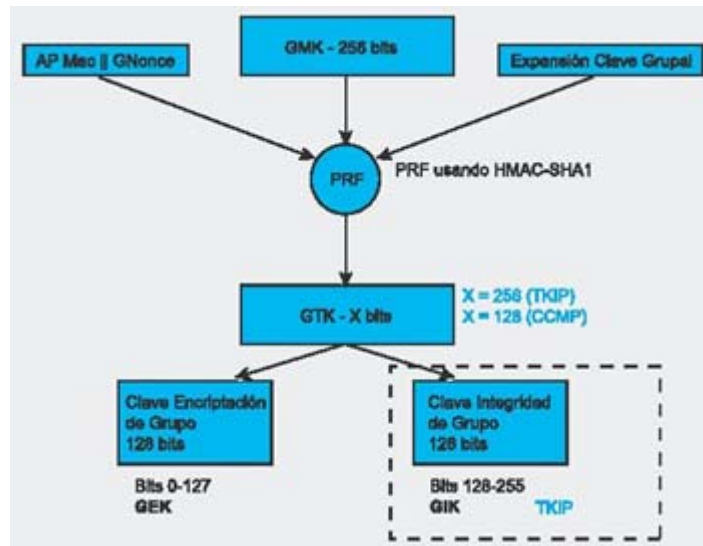 AP Mac || GNonce
GMK - 256 bits
Expansión Clave Grupal
PRF
PRF usando HMAC-SHA1
GTK - X bits
X = 256 (TKIP)
X = 128 (CCMP)
Clave Encriptación
de Grupo
128 bits
Clave Integridad
de Grupo
128 bits
Bits 0-127
GEK
Bits 128-255
GIK
TKIP